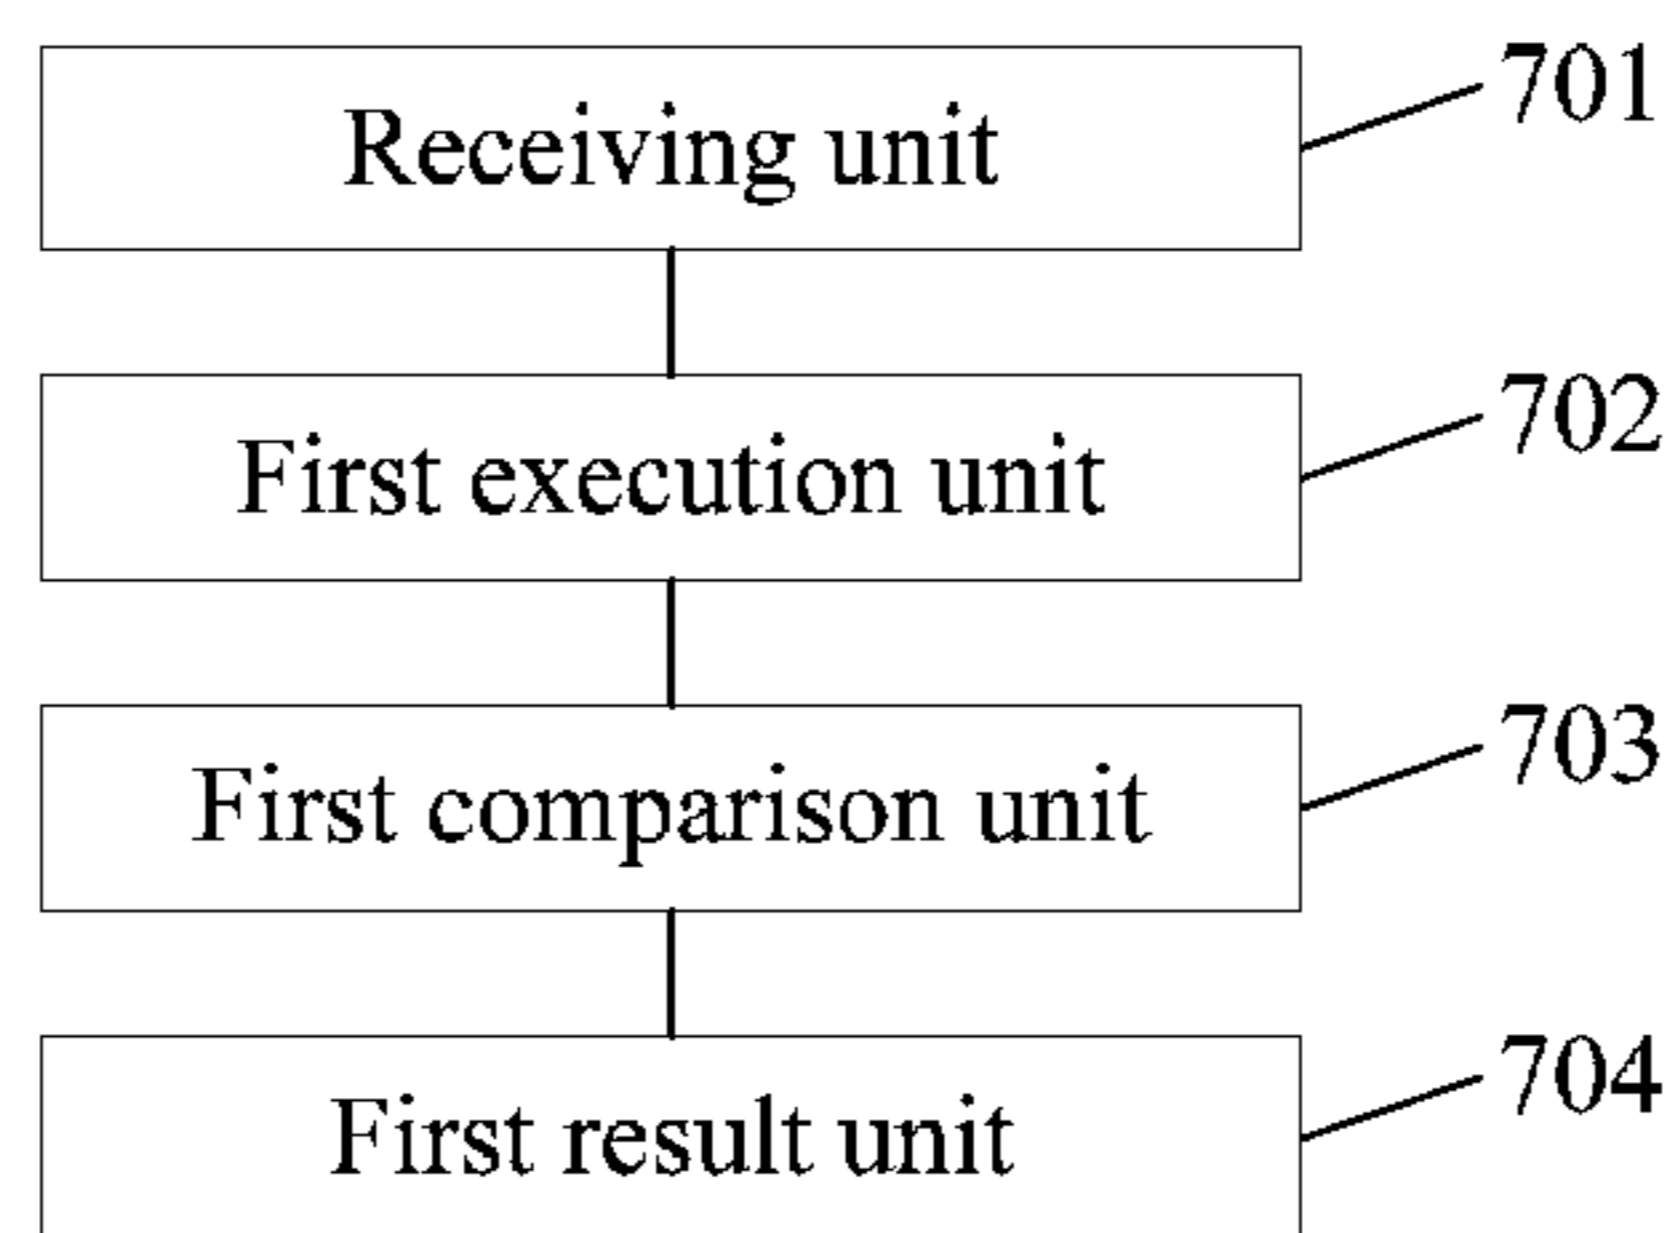 Receiving unit 701
First execution unit 702
First comparison unit 703
First result unit 704